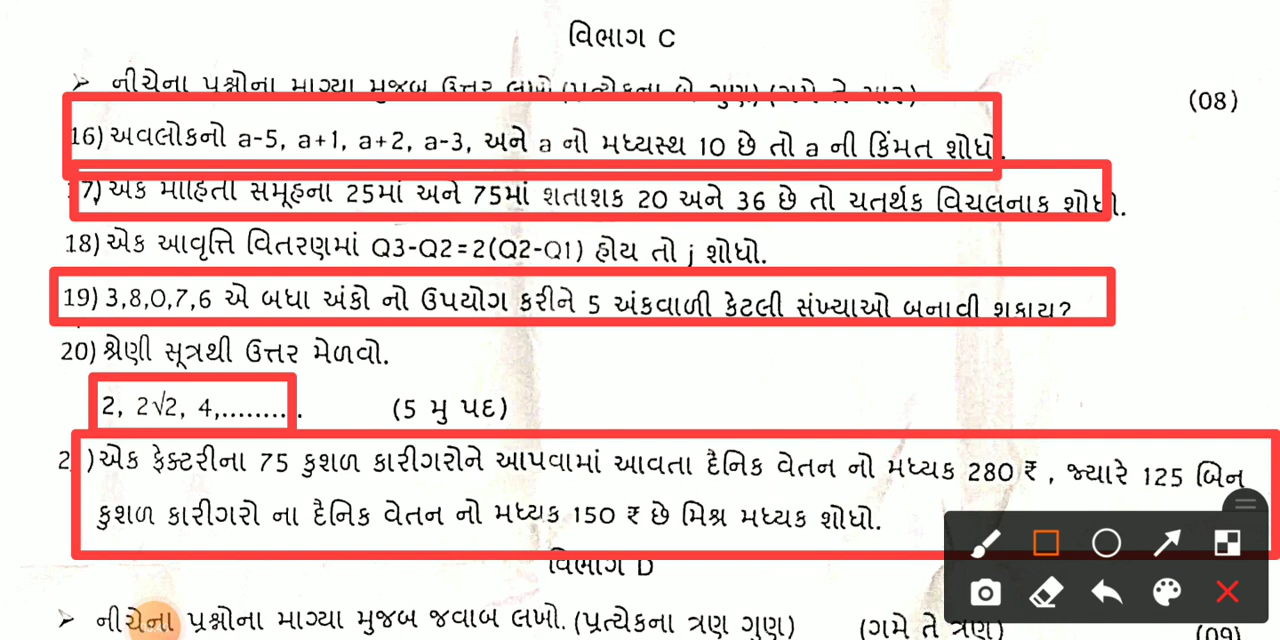 વિભાગ C
➢ નીચેના પ્રશ્નોના માગ્યા મુજબ ઉત્તર લખો (પ્રત્યેકના બે ગુણ) (ગમે તે ચાર) (08)
16) અવલોકનો a-5, a+1, a+2, a-3, અને a નો મધ્યસ્થ 10 છે તો a ની કિંમત શોધો.
17) એક માહિતી સમૂહના 25માં અને 75માં શતાશક 20 અને 36 છે તો ચતર્થક વિચલનાક શોધો.
18) એક આવૃત્તિ વિતરણમાં Q3-Q2=2(Q2-Q1) હોય તો j શોધો.
19) 3,8,0,7,6 એ બધા અંકો નો ઉપયોગ કરીને 5 અંકવાળી કેટલી સંખ્યાઓ બનાવી શકાય?
20) શ્રેણી સૂત્રથી ઉત્તર મેળવો.
2, 2√2, 4,......... (5 મુ પદ)
2 ) એક ફેક્ટરીના 75 કુશળ કારીગરોને આપવામાં આવતા દૈનિક વેતન નો મધ્યક 280 ₹ , જ્યારે 125 બિન
કુશળ કારીગરો ના દૈનિક વેતન નો મધ્યક 150 ₹ છે મિશ્ર મધ્યક શોધો.
વિભાગ D
➢ નીચેના પ્રશ્નોના માગ્યા મુજબ જવાબ લખો. (પ્રત્યેકના ત્રણ ગુણ) (ગમે તે ત્રણ) (09)